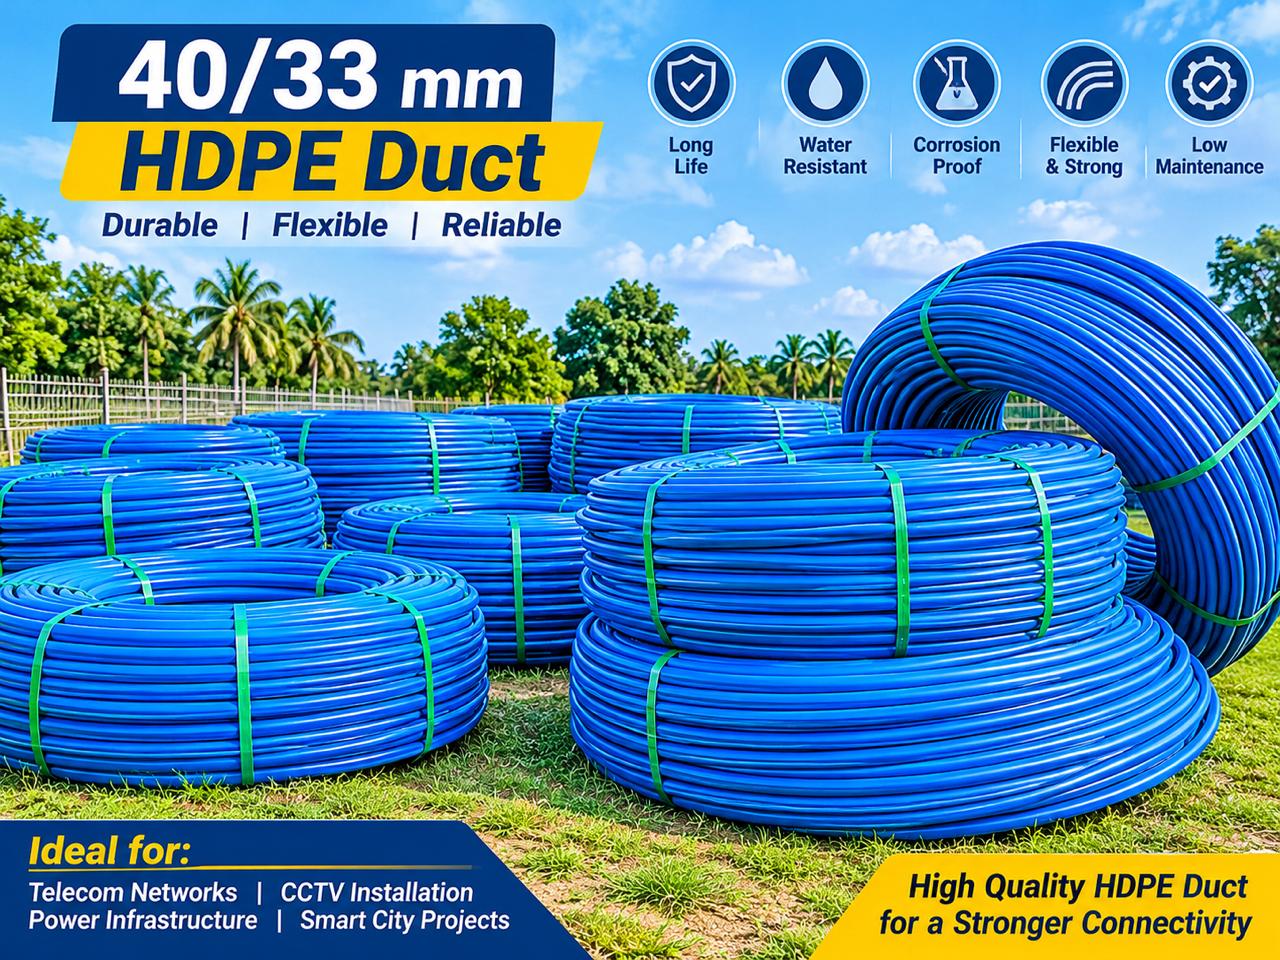 40/33 mm
HDPE Duct
Durable | Flexible | Reliable
Long
Life
Water
Resistant
Corrosion
Proof
Flexible
& Strong
Low
Maintenance
Ideal for:
Telecom Networks | CCTV Installation
Power Infrastructure | Smart City Projects
High Quality HDPE Duct
for a Stronger Connectivity